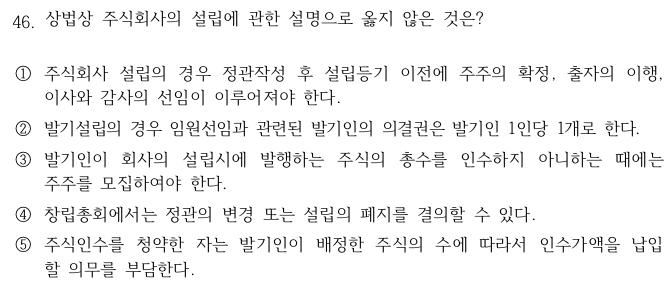 46. 상법상 주식회사의 설립에 관한 설명으로 옳지 않은 것은?
① 주식회사 설립의 경우 정관작성 후 설립등기 이전에 주주의 확정, 출자의 이행,
이사와 감사의 선임이 이루어져야 한다.
② 발기설립의 경우 임원선임과 관련된 발기인의 의결권은 발기인 1인당 1개로 한다.
③ 발기인이 회사의 설립시에 발행하는 주식의 총수를 인수하지 아니하는 때에는
주주를 모집하여야 한다.
④ 창립총회에서는 정관의 변경 또는 설립의 폐지를 결의할 수 있다.
⑤ 주식인수를 청약한 자는 발기인이 배정한 주식의 수에 따라서 인수가액을 납입
할 의무를 부담한다.